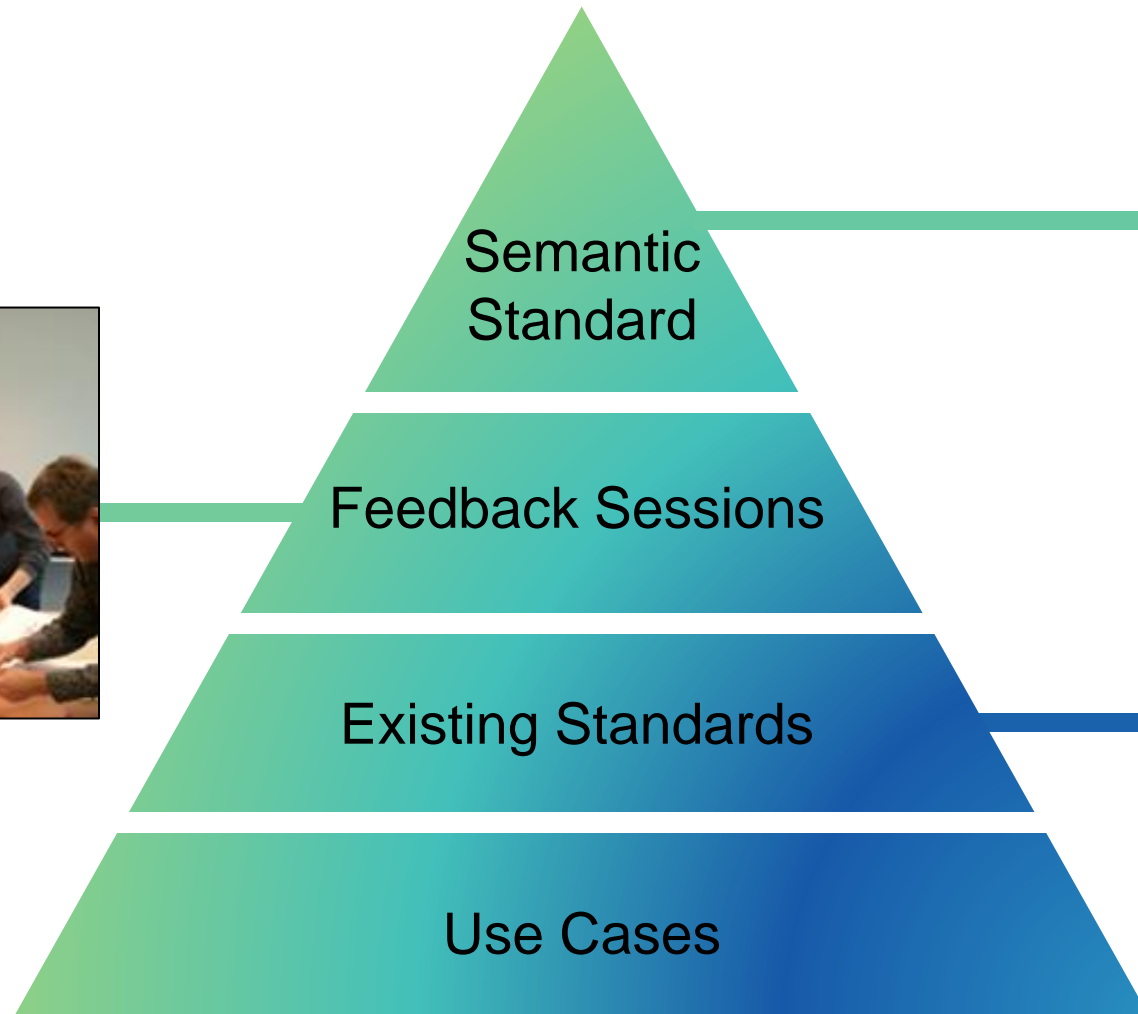 Semantic
Standard
Feedback Sessions
Existing Standards
Use Cases